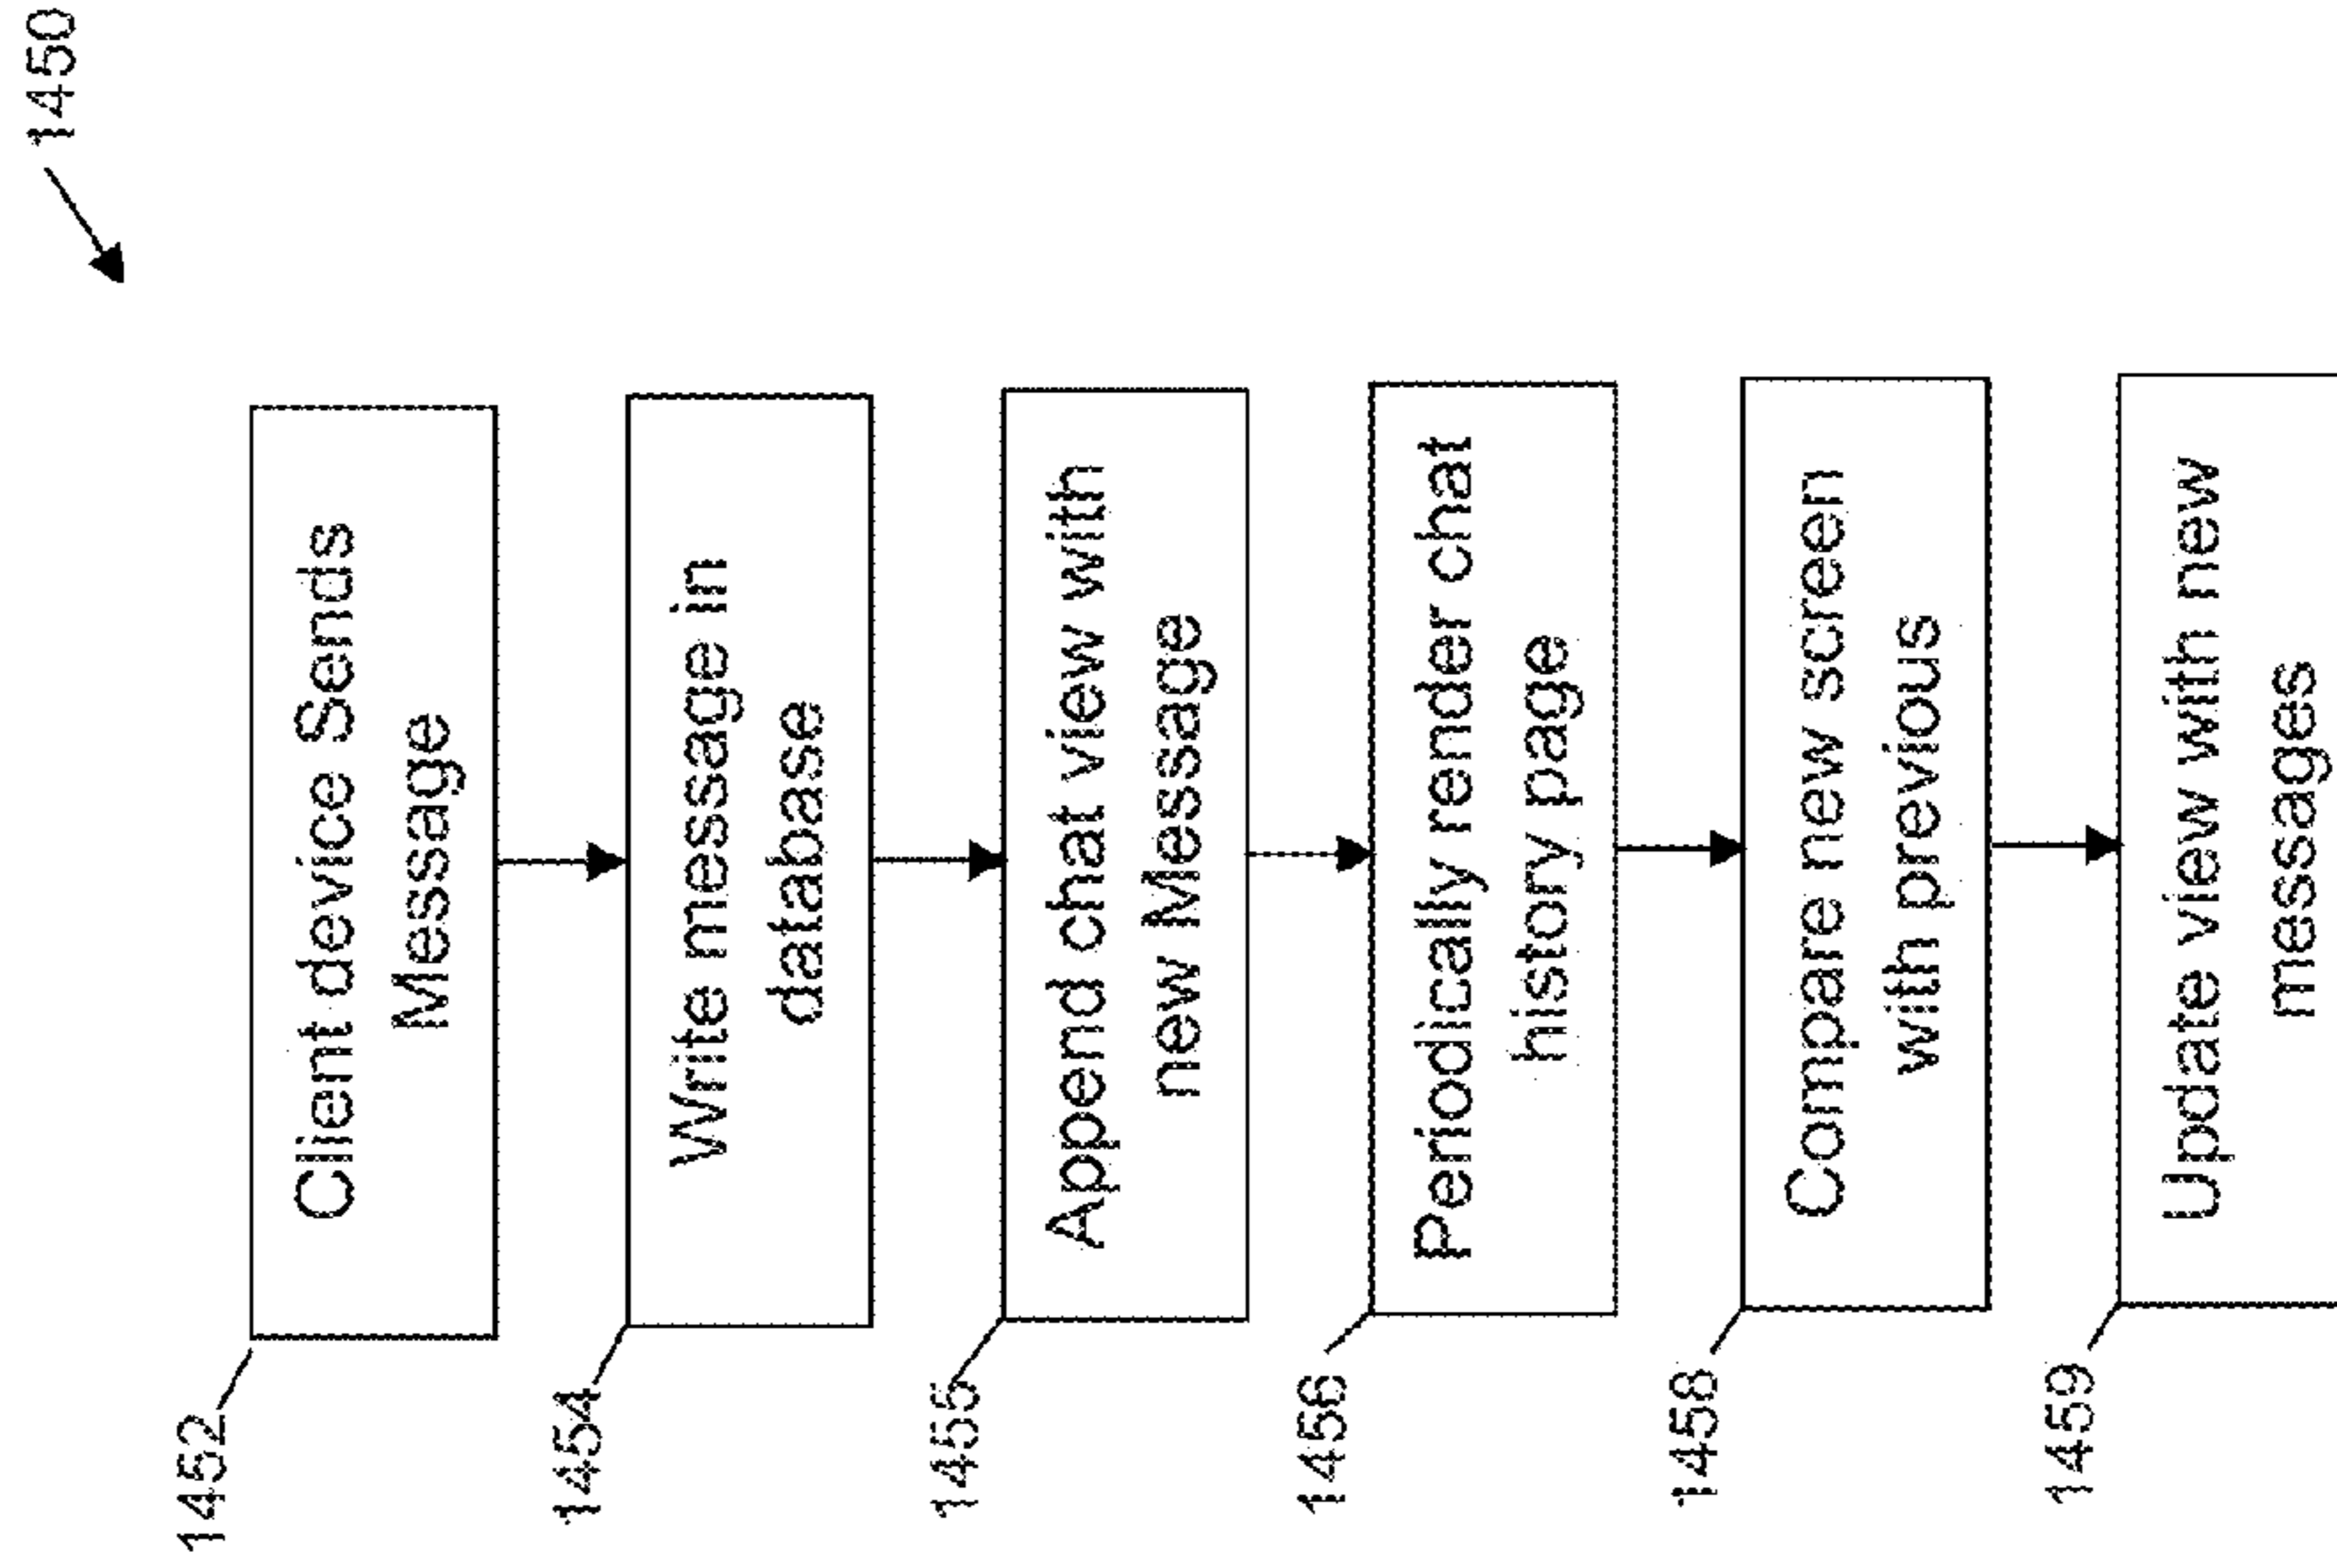 1450
1452
Client device Sends
Message
1454
Write message in
database
1455
Append chat view with
new Message
1456
Periodically render chat
history page
1458
Compare new screen
with previous
1459
Update view with new
messages